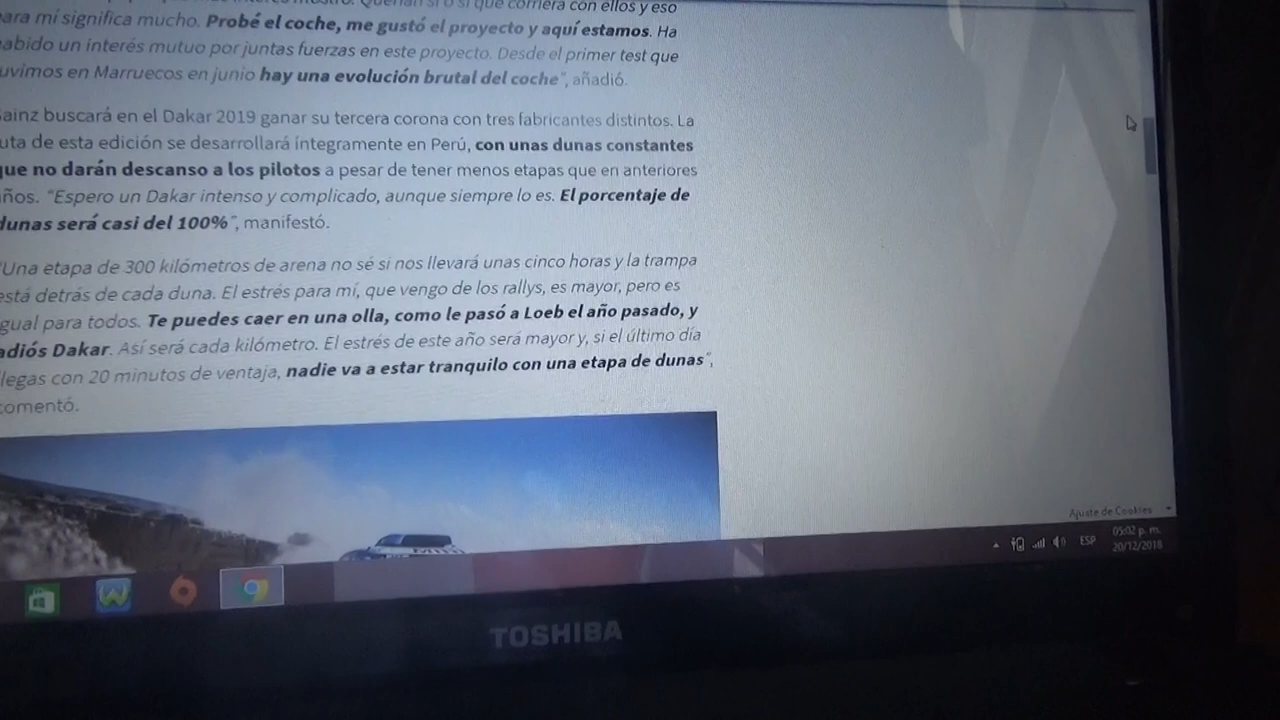 Querían sí o sí que corriera con ellos y eso
para mí significa mucho. Probé el coche, me gustó el proyecto y aquí estamos. Ha
habido un interés mutuo por juntas fuerzas en este proyecto. Desde el primer test que
tuvimos en Marruecos en junio hay una evolución brutal del coche", añadió.
Sainz buscará en el Dakar 2019 ganar su tercera corona con tres fabricantes distintos. La
ruta de esta edición se desarrollará íntegramente en Perú, con unas dunas constantes
que no darán descanso a los pilotos a pesar de tener menos etapas que en anteriores
años. "Espero un Dakar intenso y complicado, aunque siempre lo es. El porcentaje de
dunas será casi del 100%", manifestó.
"Una etapa de 300 kilómetros de arena no sé si nos llevará unas cinco horas y la trampa
está detrás de cada duna. El estrés para mí, que vengo de los rallys, es mayor, pero es
igual para todos. Te puedes caer en una olla, como le pasó a Loeb el año pasado, y
adiós Dakar. Así será cada kilómetro. El estrés de este año será mayor y, si el último día
llegas con 20 minutos de ventaja, nadie va a estar tranquilo con una etapa de dunas",
comentó.
MINI
Ajuste de Cookies
ESP
05:02 p. m.
20/12/2018
TOSHIBA